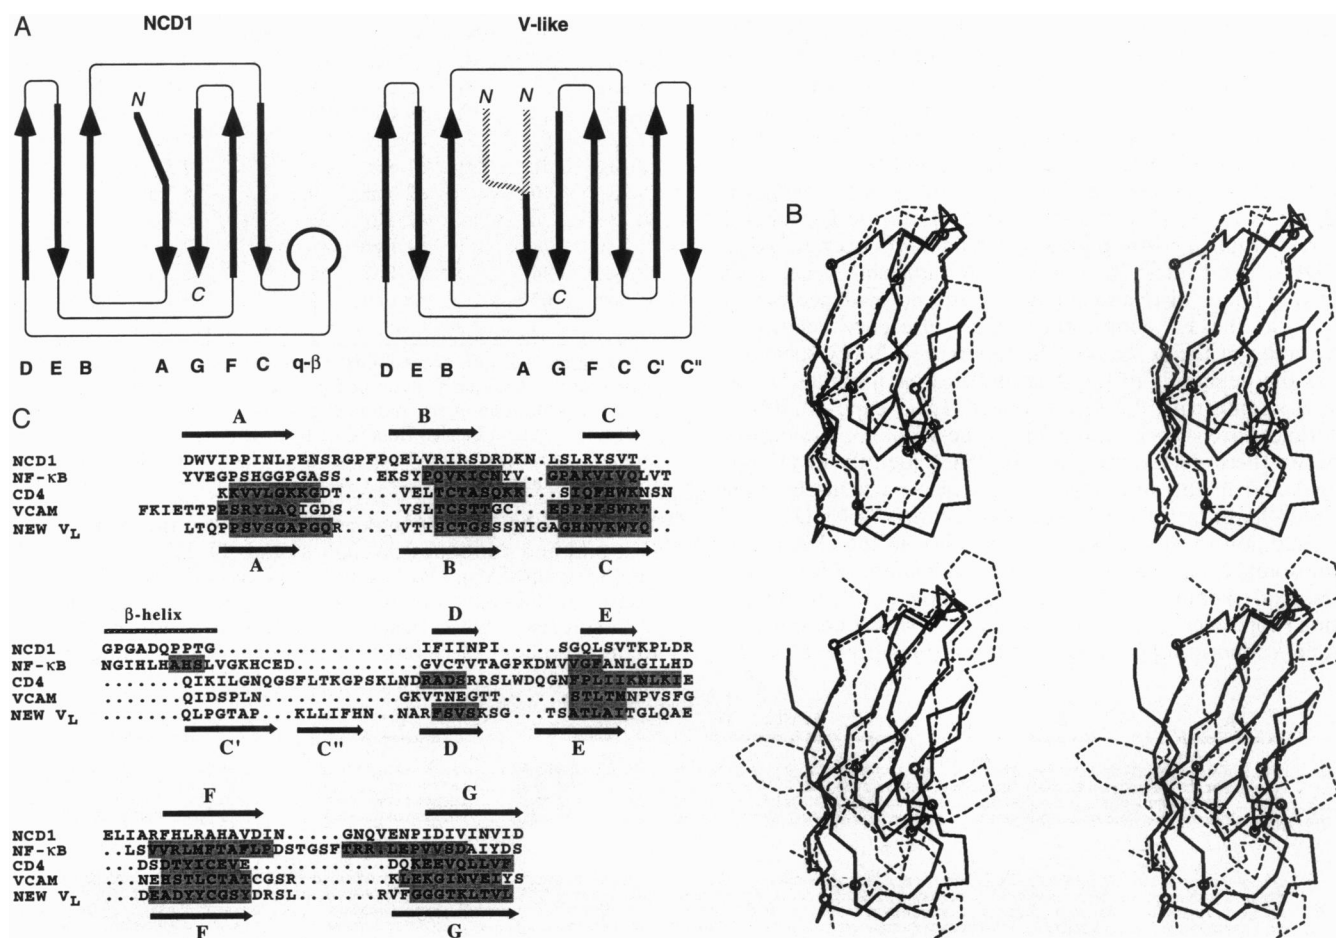 A
NCD1
V-like
N
N N
C
C
D E B A G F C q-β
D E B A G F C C' C"
B
C
A B C
NCD1 DWVIPPINLPENSRGPFPQELVRIRSDRDKN.LSLRYSVT...
NF-κB YVEGPSHGGPGASS...EKSYPQVKICNYV..GPAKVIVQLVT
CD4 KKVVLGKKGDT.....VELTCTASQKK...SIQFHWKNSN
VCAM FKIETTPESRYLAQIGDS.....VSLTCSTTGC..ESPFFSWRT..
NEW VL LTQPPSVSGAPGQR.....VTISCTGSSSNIGAGHNVKWYQ..
A B C
β-helix D E
NCD1 GPGADQPPTG.................IFIINPI.....SGQLSVTKPLDR
NF-κB NGIHLHAHSLVGKHCED...........GVCTVTAGPKDMVVGFANLGILHD
CD4 ......QIKILGNQGSFLTKGPSKLNDRADSRRSLWDQGNFPLIIKNLKIE
VCAM ......QIDSPLN............GKVTNEGTT.....STLTMNPVSFG
NEW VL ......QLPGTAP..KLLIFHN..NARFSVSKSG...TSATLAITGLQAE
C' C" D E
F G
NCD1 ELIARFHLRAHAVDIN.....GNQVENPIDIVINVID
NF-κB ..LSVVRLMFTAFLPDSTGSFTRRTLEPVVSDAIYDS
CD4 ...DSDTYICEVE...........DQKEEVQLLVF
VCAM ...NEHSTLCTATCGSR.......KLEKGINVEIYS
NEW VL ...DEADYYCGSYDRSL......RVFGGGTKLTVL
F G